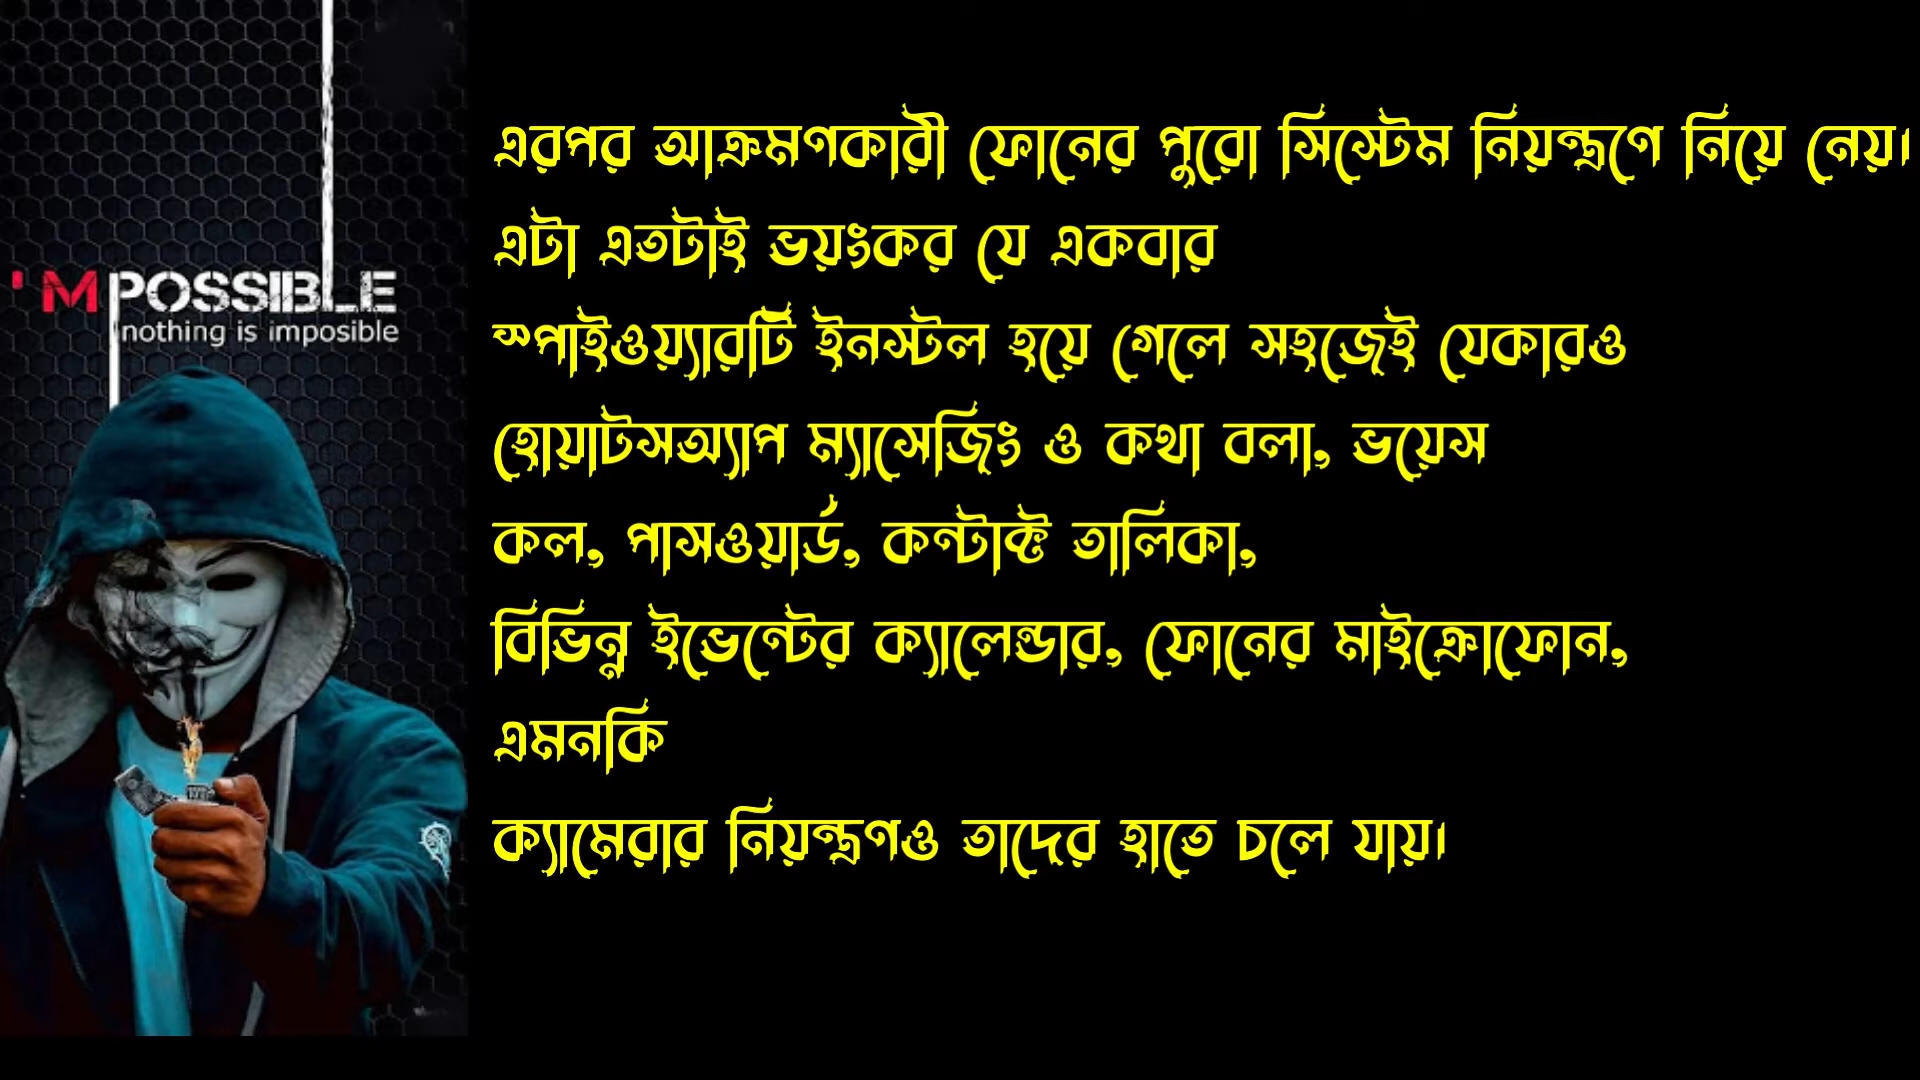 'MPOSSIBLE
nothing is imposible
এরপর আক্রমণকারী ফোনের পুরো সিস্টেম নিয়ন্ত্রণে নিয়ে নেয়।
এটা এতটাই ভয়ংকর যে একবার
স্পাইওয়্যারটি ইনস্টল হয়ে গেলে সহজেই যেকারও
হোয়াটসঅ্যাপ ম্যাসেজিং ও কথা বলা, ভয়েস
কল, পাসওয়ার্ড, কন্টাক্ট তালিকা,
বিভিন্ন ইভেন্টের ক্যালেন্ডার, ফোনের মাইক্রোফোন,
এমনকি
ক্যামেরার নিয়ন্ত্রণও তাদের হাতে চলে যায়।